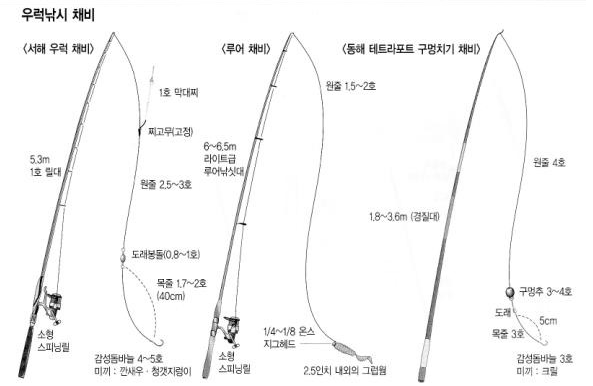 우럭낚시 채비
〈서해 우럭 채비〉
1호 막대찌
찌고무(고정)
5.3m
1호 릴대
원줄 2.5~3호
도래봉돌(0.8~1호)
목줄 1.7~2호
(40cm)
소형
스피닝릴
감성돔바늘 4~5호
미끼 : 깐새우 · 청갯지렁이
〈루어 채비〉
원줄 1.5~2호
6~6.5m
라이트급
루어낚싯대
1/4~1/8 온스
지그헤드
소형
스피닝릴
2.5인치 내외의 그럽웜
〈동해 테트라포트 구멍치기 채비〉
원줄 4호
1.8~3.6m (경질대)
구멍추 3~4호
도래
5cm
목줄 3호
감성돔바늘 3호
미끼 : 크릴